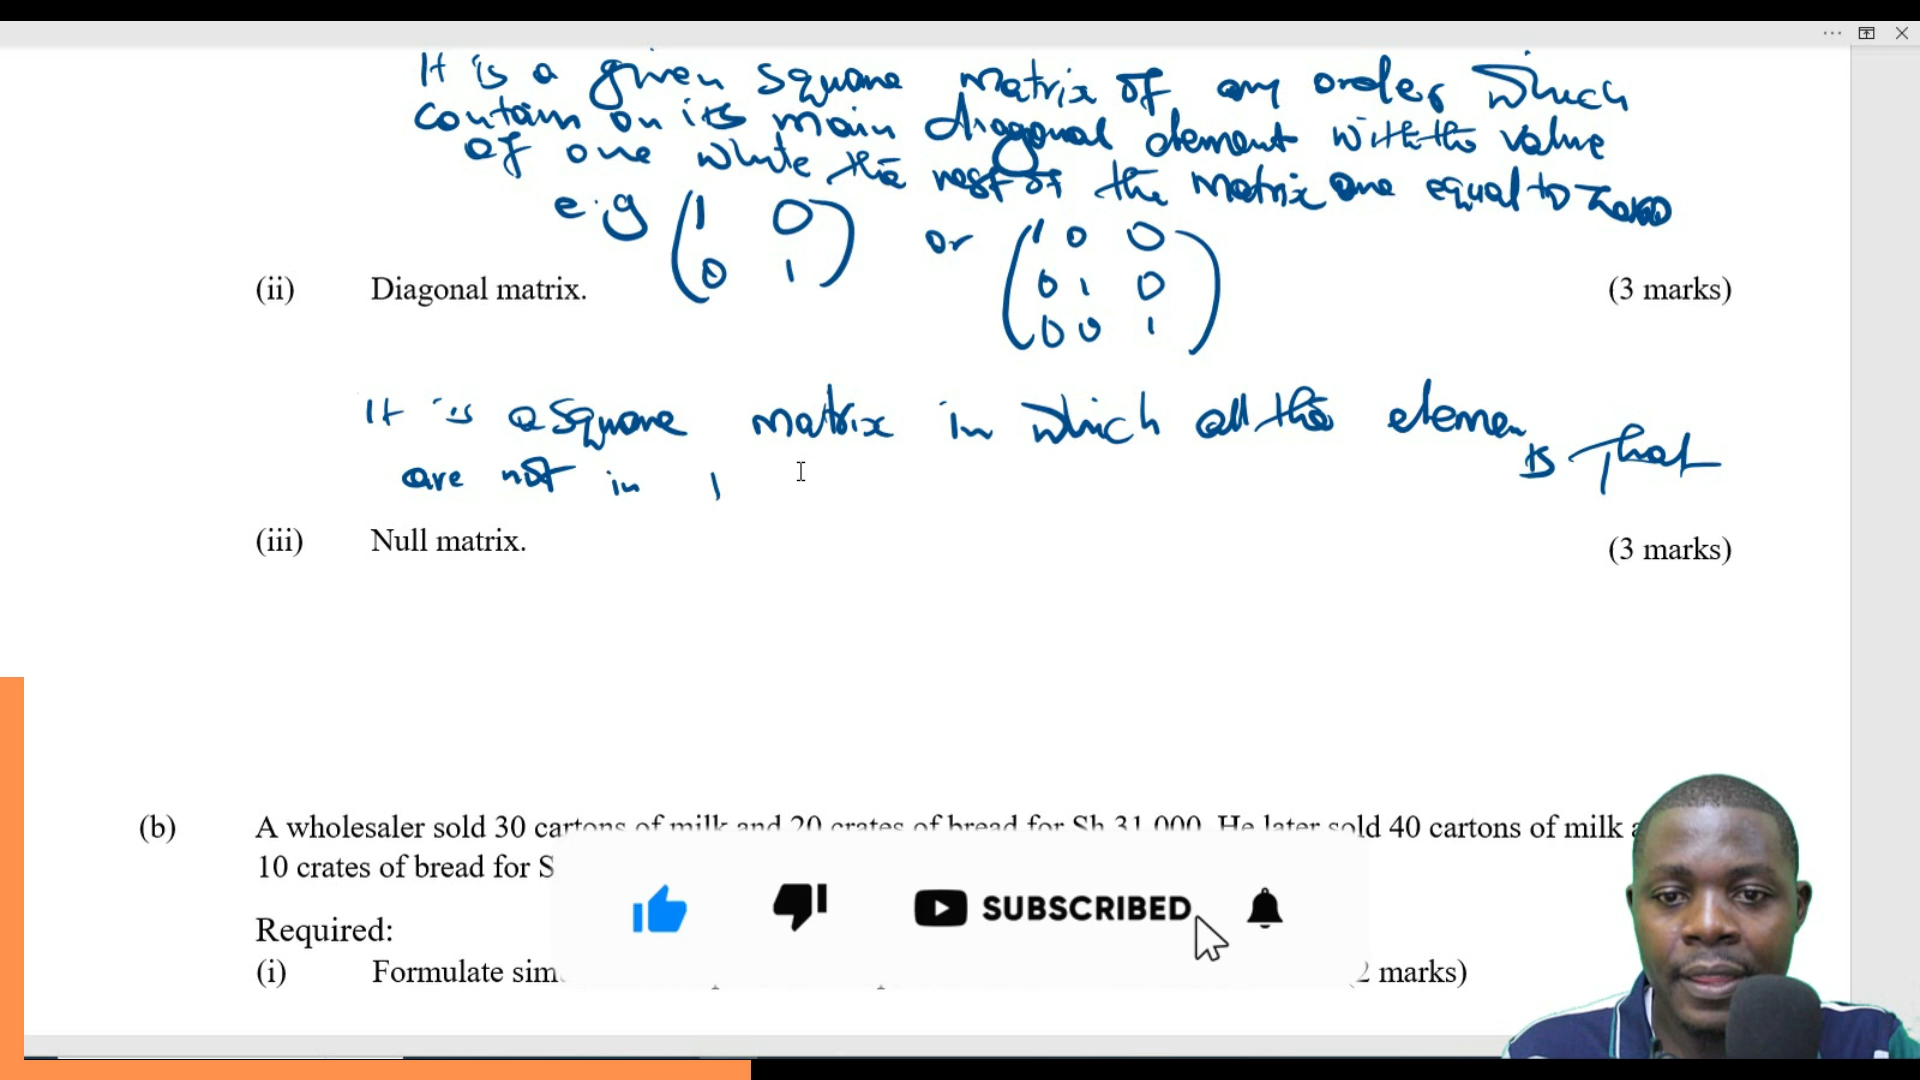 It is a given square matrix of any order which
contain on its main diagonal element with the value
of one while the rest of the matrix are equal to zero
e.g ( 1 0 or ( 1 0 0
0 1 ) 0 1 0
0 0 1 )
(ii) Diagonal matrix. (3 marks)
It is a square matrix in which all the elements that
are not in
(iii) Null matrix. (3 marks)
(b) A wholesaler sold 30 cartons of milk and 20 crates of bread for Sh 31 000. He later sold 40 cartons of milk
10 crates of bread for S
SUBSCRIBED
Required:
(i) Formulate sim 2 marks)